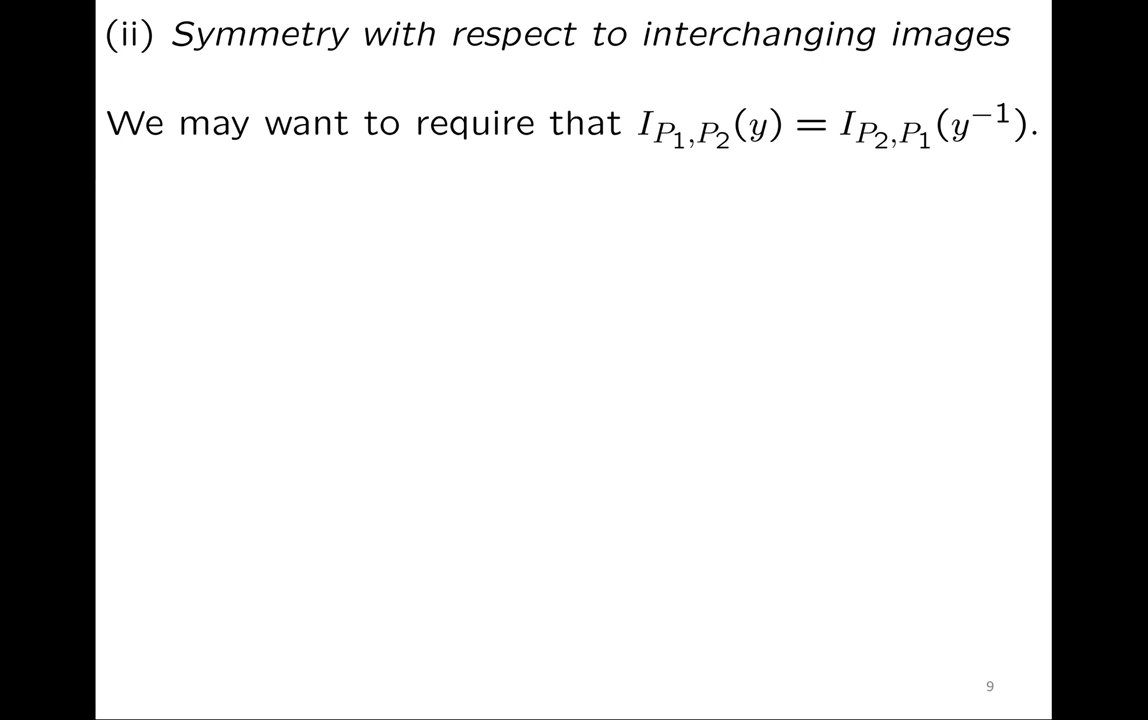 (ii) Symmetry with respect to interchanging images
We may want to require that $I_{P_1,P_2}(y) = I_{P_2,P_1}(y^{-1})$.
9